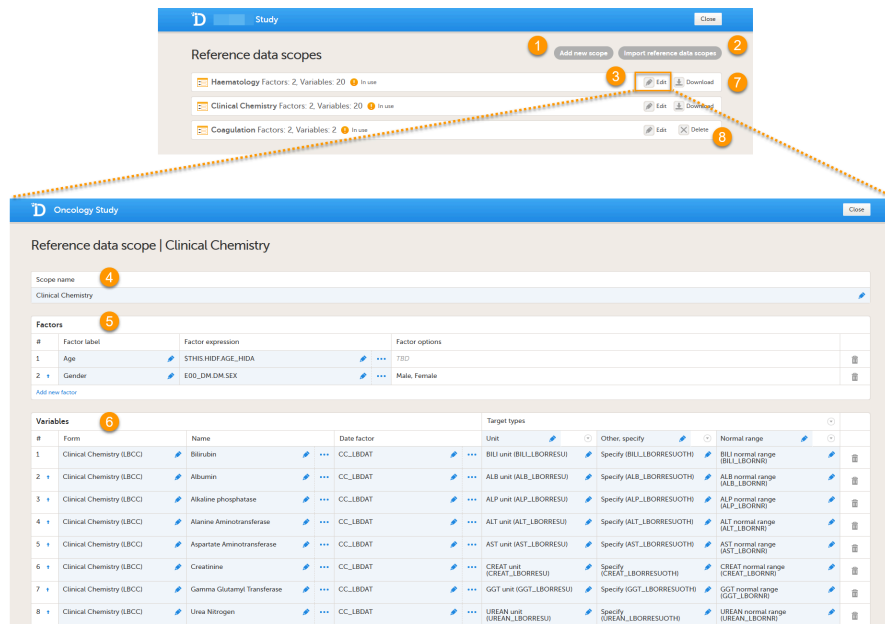 D Study Close
1 2
Reference data scopes Add new scope Import reference data scopes
3 7
Haematology Factors: 2, Variables: 20 In use Edit Download
Clinical Chemistry Factors: 2, Variables: 20 In use Edit Download
Coagulation Factors: 2, Variables: 2 In use Edit Delete
8
D Oncology Study Close
Reference data scope | Clinical Chemistry
Scope name 4
Clinical Chemistry
Factors 5
# Factor label Factor expression Factor options
1 Age $THIS.HIDF.AGE_HIDA ••• TBD
2 ↑ Gender E00_DM.DM.SEX ••• Male, Female
Add new factor
Variables 6 Target types
# Form Name Date factor Unit Other, specify Normal range
1 Clinical Chemistry (LBCC) Bilirubin ••• CC_LBDAT ••• BILI unit (BILI_LBORRESU) Specify (BILI_LBORRESUOTH) BILI normal range
(BILI_LBORNR)
2 ↑ Clinical Chemistry (LBCC) Albumin ••• CC_LBDAT ••• ALB unit (ALB_LBORRESU) Specify (ALB_LBORRESUOTH) ALB normal range
(ALB_LBORNR)
3 ↑ Clinical Chemistry (LBCC) Alkaline phosphatase ••• CC_LBDAT ••• ALP unit (ALP_LBORRESU) Specify (ALP_LBORRESUOTH) ALP normal range
(ALP_LBORNR)
4 ↑ Clinical Chemistry (LBCC) Alanine Aminotransferase ••• CC_LBDAT ••• ALT unit (ALT_LBORRESU) Specify (ALT_LBORRESUOTH) ALT normal range
(ALT_LBORNR)
5 ↑ Clinical Chemistry (LBCC) Aspartate Aminotransferase ••• CC_LBDAT ••• AST unit (AST_LBORRESU) Specify (AST_LBORRESUOTH) AST normal range
(AST_LBORNR)
6 ↑ Clinical Chemistry (LBCC) Creatinine ••• CC_LBDAT ••• CREAT unit Specify CREAT normal range
(CREAT_LBORRESU) (CREAT_LBORRESUOTH) (CREAT_LBORNR)
7 ↑ Clinical Chemistry (LBCC) Gamma Glutamyl Transferase ••• CC_LBDAT ••• GGT unit (GGT_LBORRESU) Specify (GGT_LBORRESUOTH) GGT normal range
(GGT_LBORNR)
8 ↑ Clinical Chemistry (LBCC) Urea Nitrogen ••• CC_LBDAT ••• UREAN unit Specify UREAN normal range
(UREAN_LBORRESU) (UREAN_LBORRESUOTH) (UREAN_LBORNR)